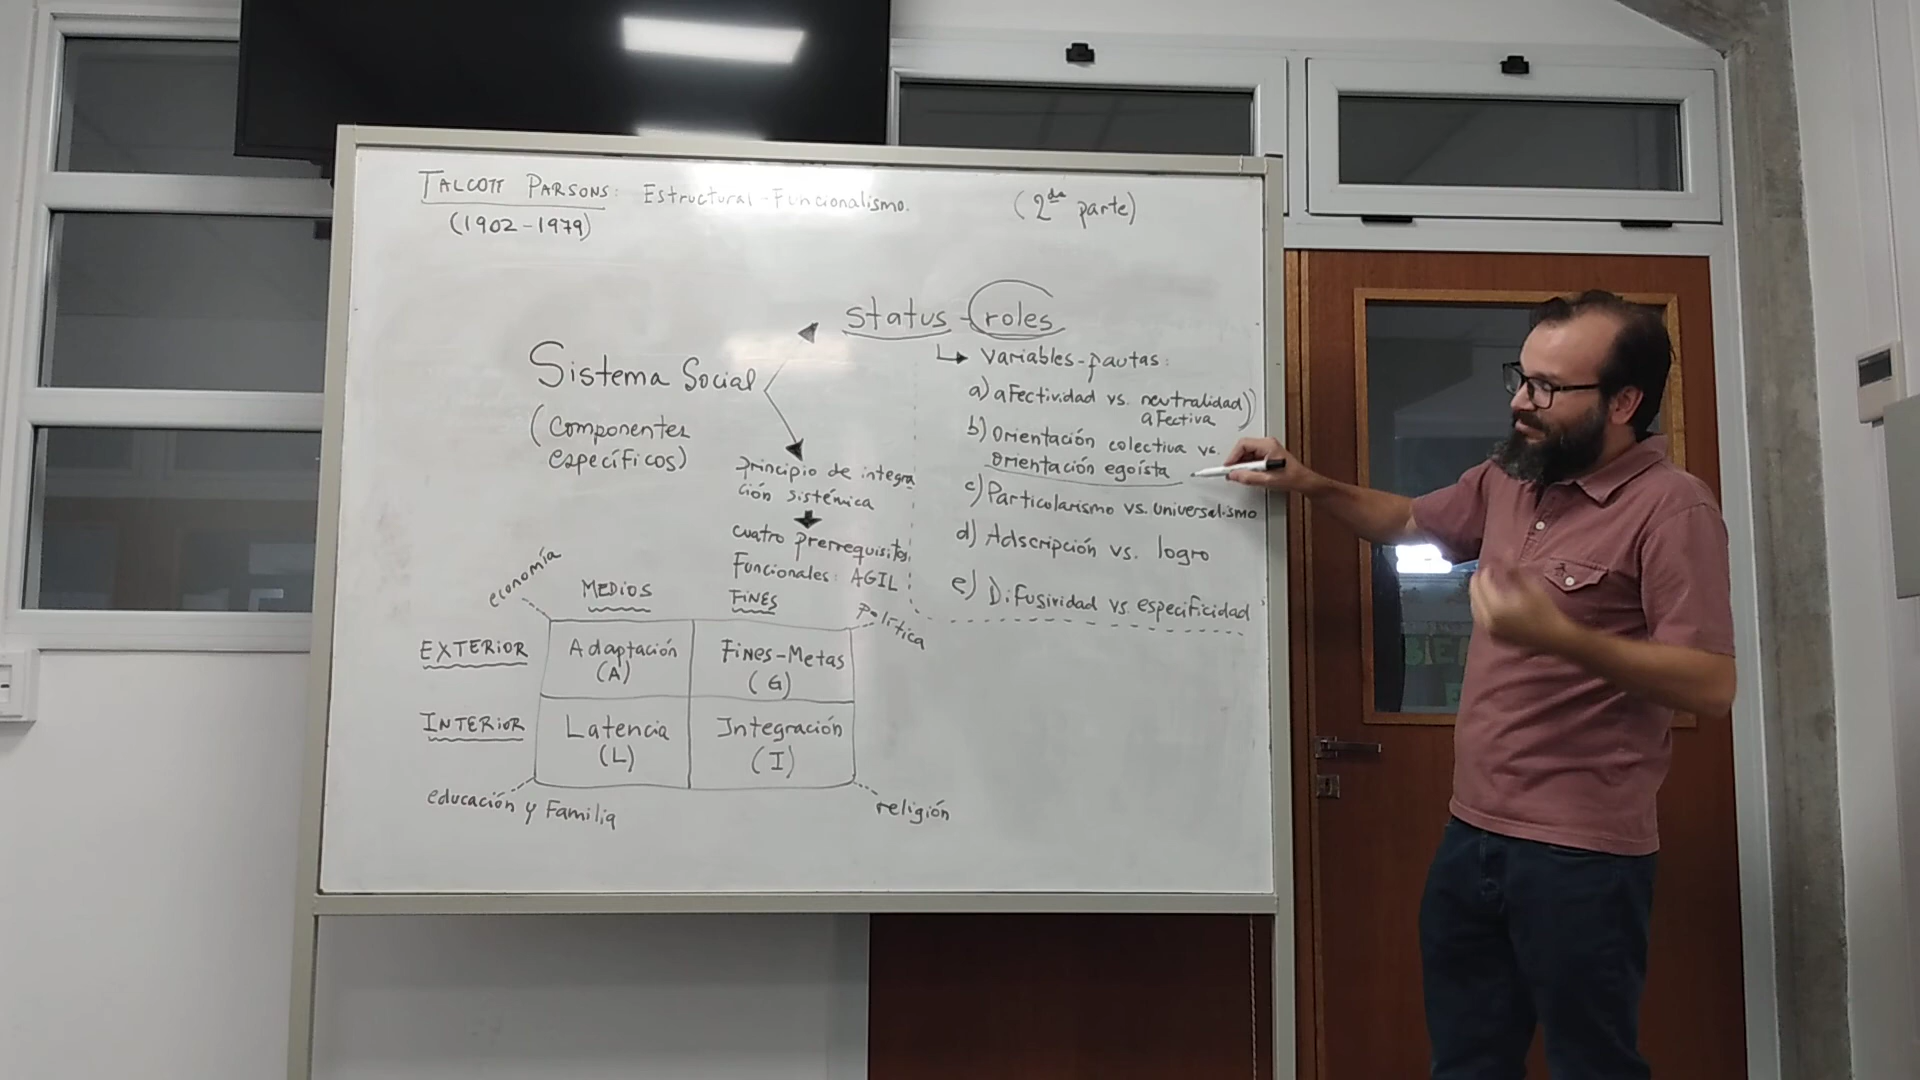 TALCOTT PARSONS: Estructural-Funcionalismo.
(2da parte)
(1902-1979)
status-roles
Sistema Social
(componentes
específicos)
Variables-pautas:
a) afectividad vs. neutralidad
afectiva
b) Orientación colectiva vs.
orientación egoísta
c) Particularismo vs. universalismo
d) Adscripción vs. logro
e) Difusividad vs especificidad
principio de integra
ción sistémica
cuatro prerrequisitos
Funcionales: AGIL
economía
MEDIOS
FINES
política
EXTERIOR
Adaptación
(A)
Fines-Metas
(G)
INTERIOR
Latencia
(L)
Integración
(I)
educación y Familia
religión